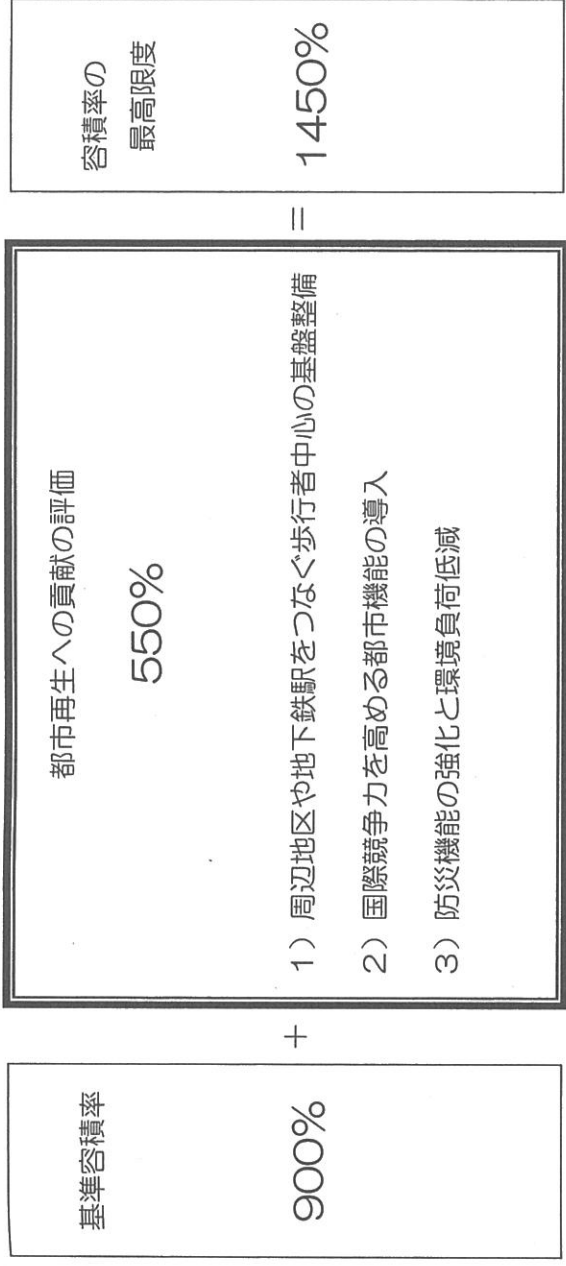 基準容積率
900%
＋
都市再生への貢献の評価
550%
1）周辺地区や地下鉄駅をつなぐ歩行者中心の基盤整備
2）国際競争力を高める都市機能の導入
3）防災機能の強化と環境負荷低減
＝
容積率の
最高限度
1450%